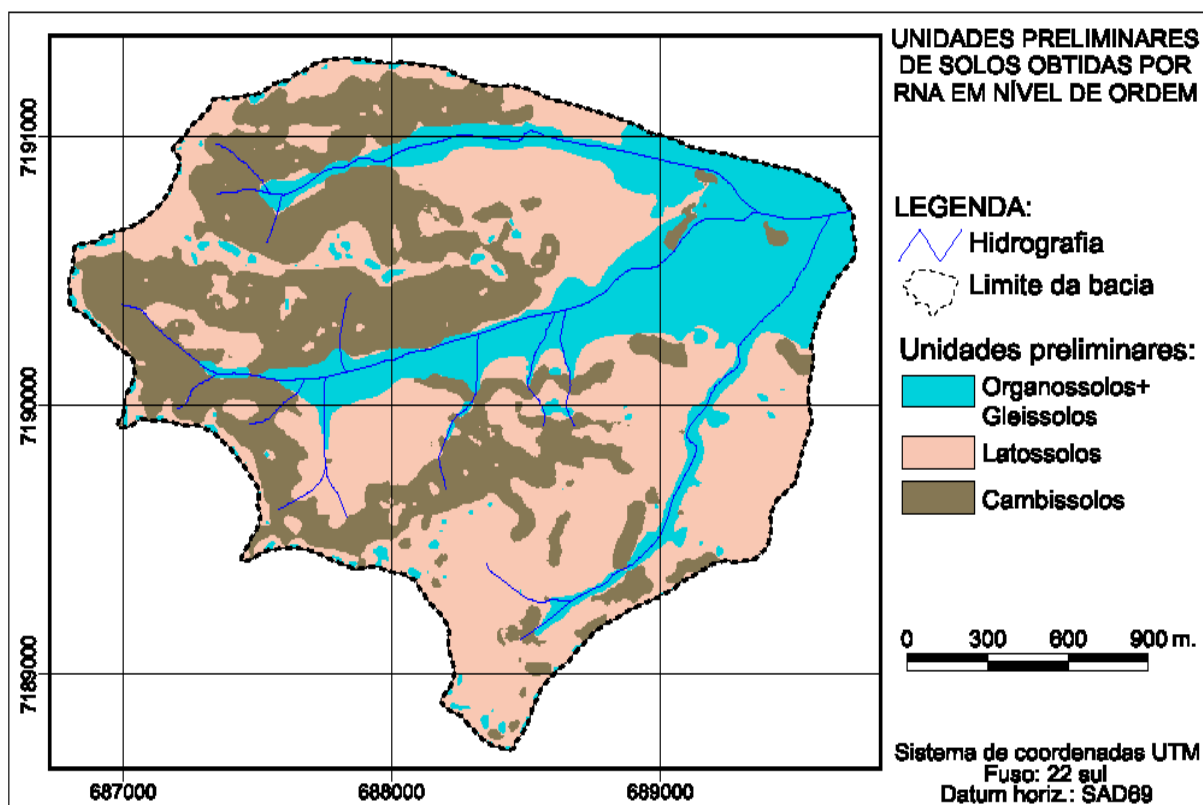 UNIDADES PRELIMINARES
DE SOLOS OBTIDAS POR
RNA EM NÍVEL DE ORDEM
7191000
7190000
7189000
687000
688000
689000
LEGENDA:
Hidrografia
Limite da bacia
Unidades preliminares:
Organossolos+
Gleissolos
Latossolos
Cambissolos
0 300 600 900 m.
Sistema de coordenadas UTM
Fuso: 22 sul
Datum horiz.: SAD69